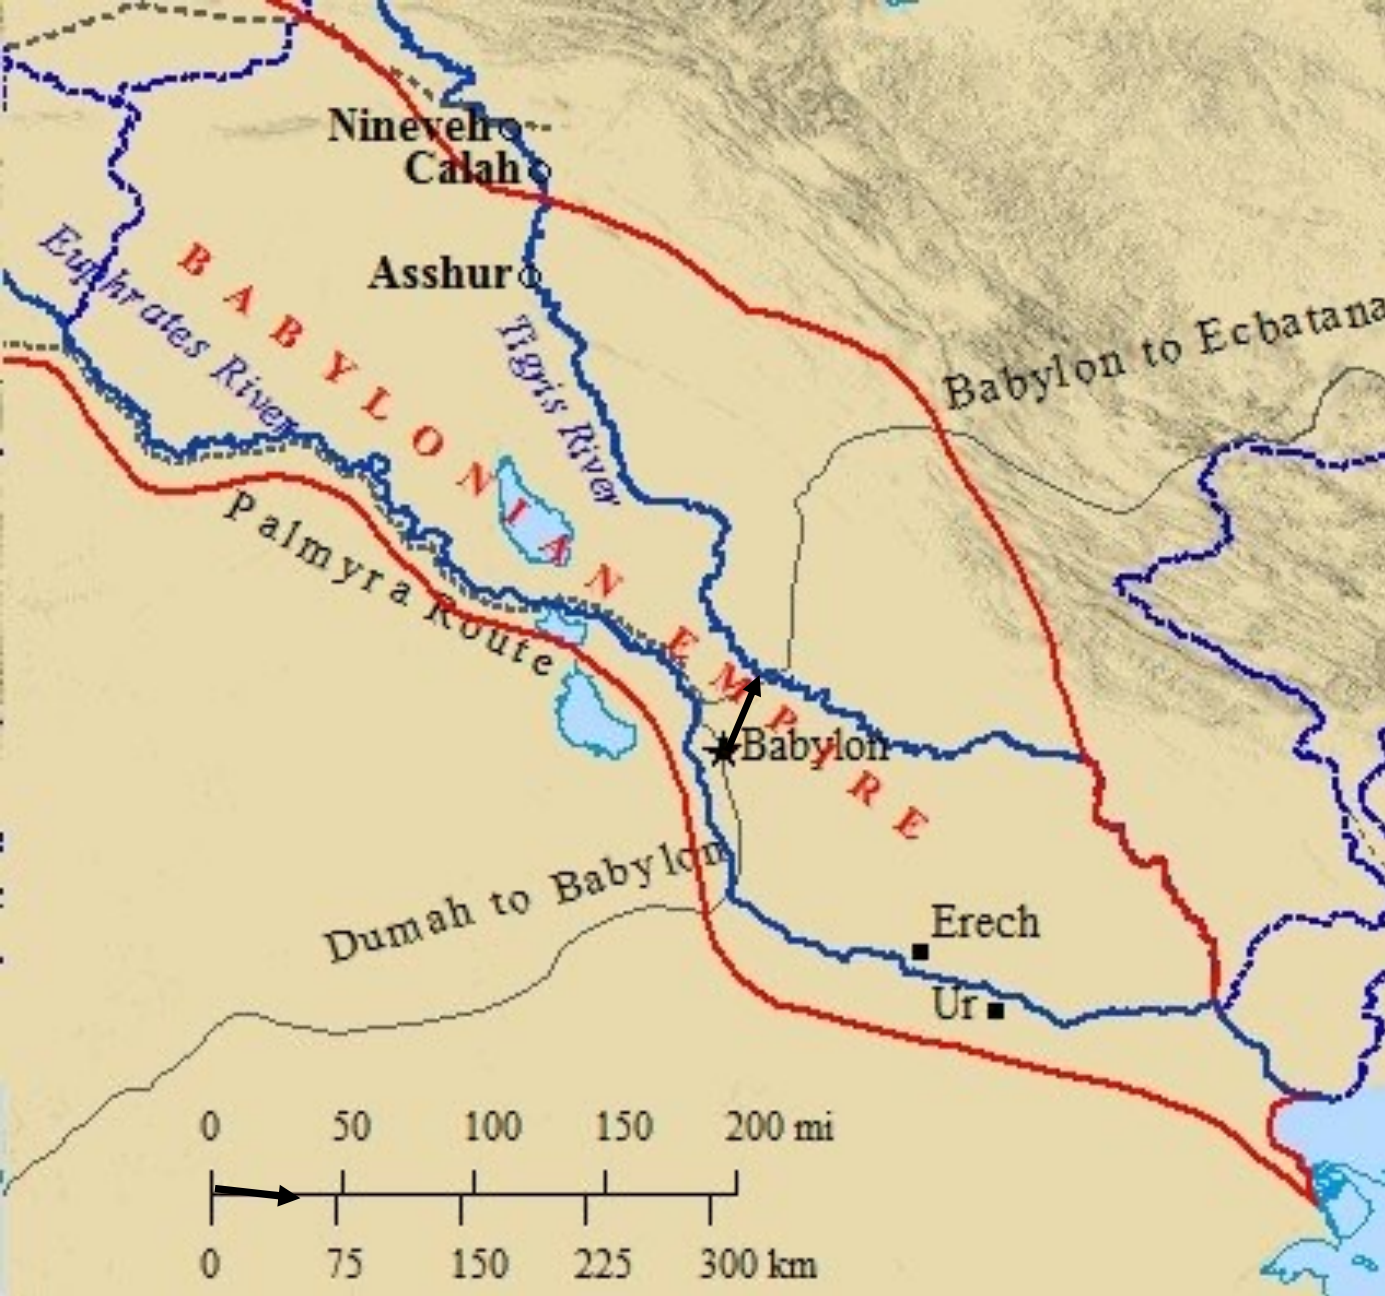 Nineveh
Calah
Euphrates River
BABYLONIAN EMPIRE
Asshur
Tigris River
Babylon to Ecbatana
Palmyra Route
Babylon
Dumah to Babylon
Erech
Ur
0 50 100 150 200 mi
0 75 150 225 300 km